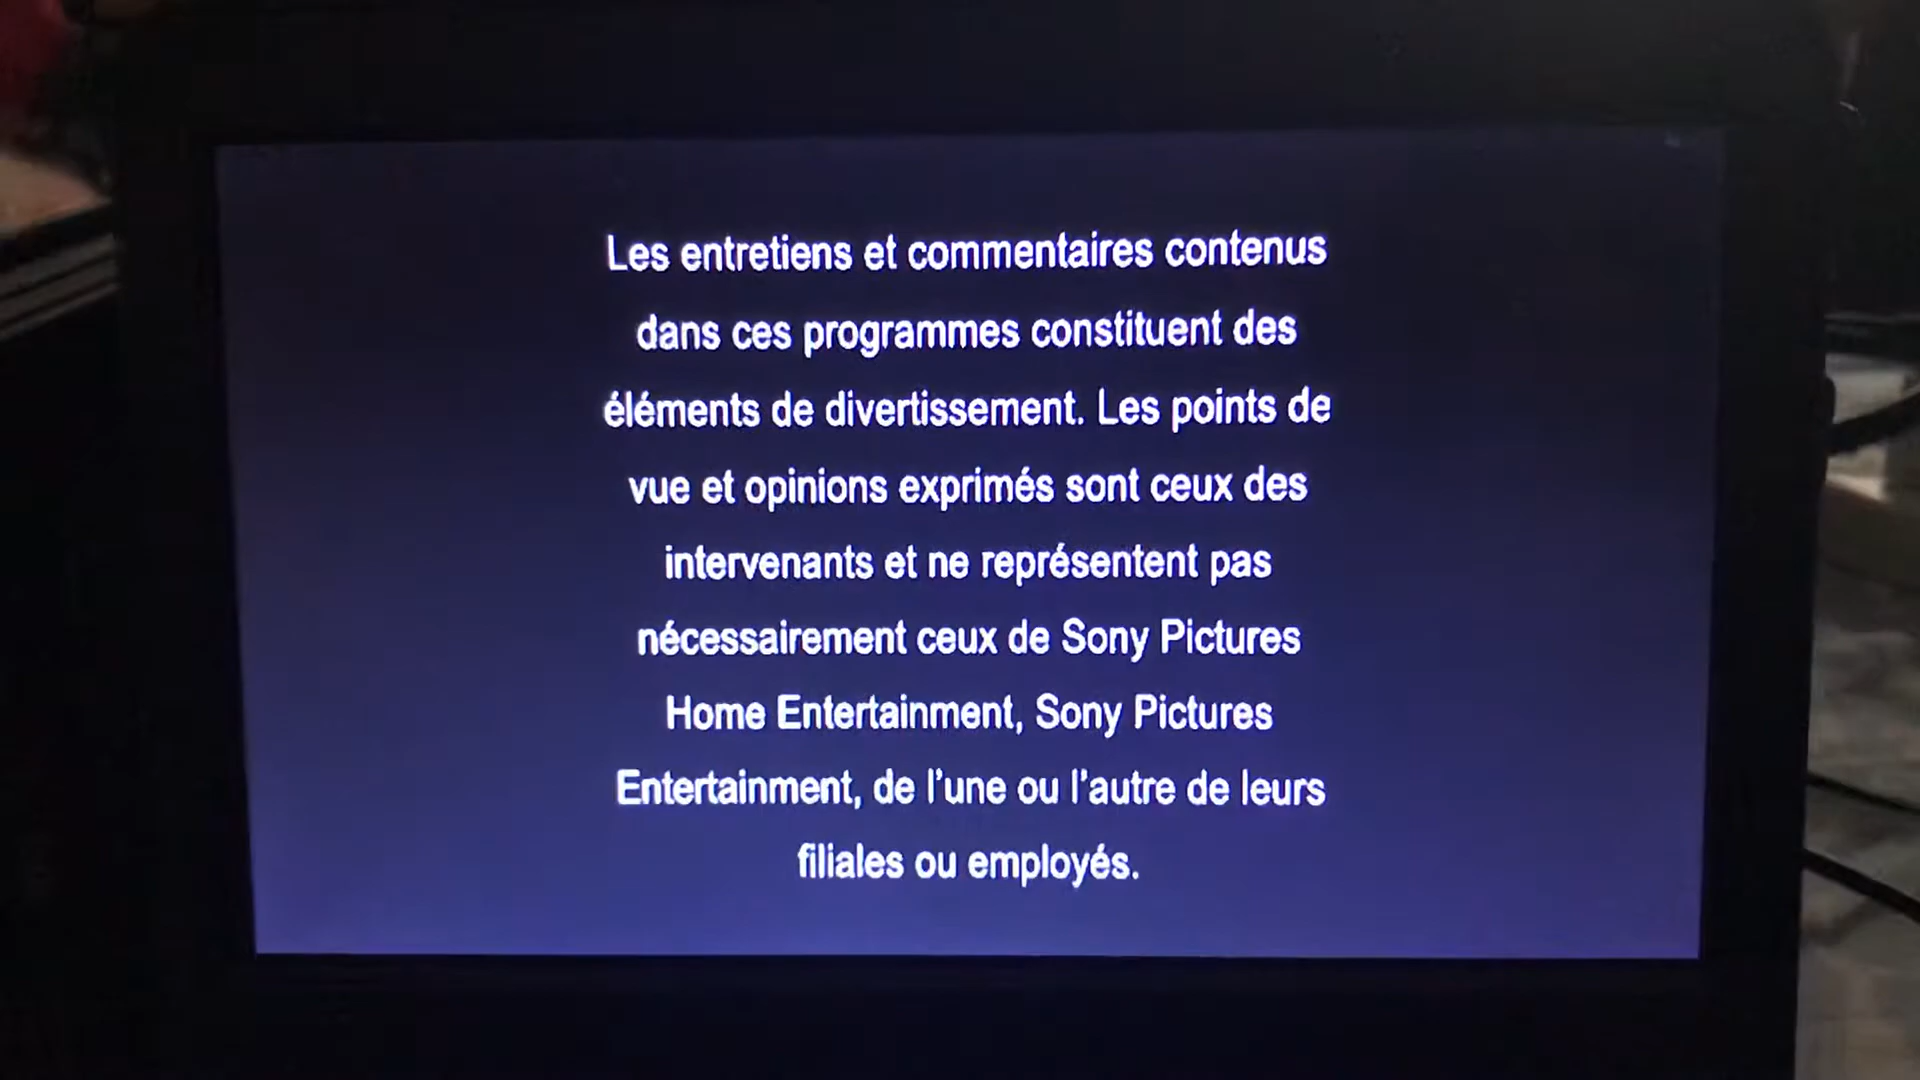 Les entretiens et commentaires contenus
dans ces programmes constituent des
éléments de divertissement. Les points de
vue et opinions exprimés sont ceux des
intervenants et ne représentent pas
nécessairement ceux de Sony Pictures
Home Entertainment, Sony Pictures
Entertainment, de l’une ou l’autre de leurs
filiales ou employés.